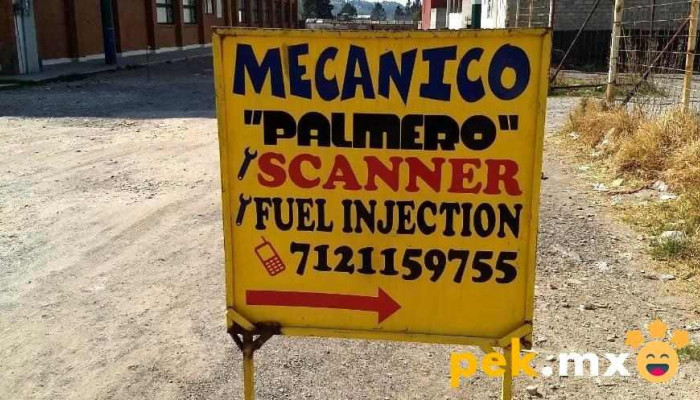 MECANICO
"PALMERO"
SCANNER
FUEL INJECTION
7121159755
pek.mx